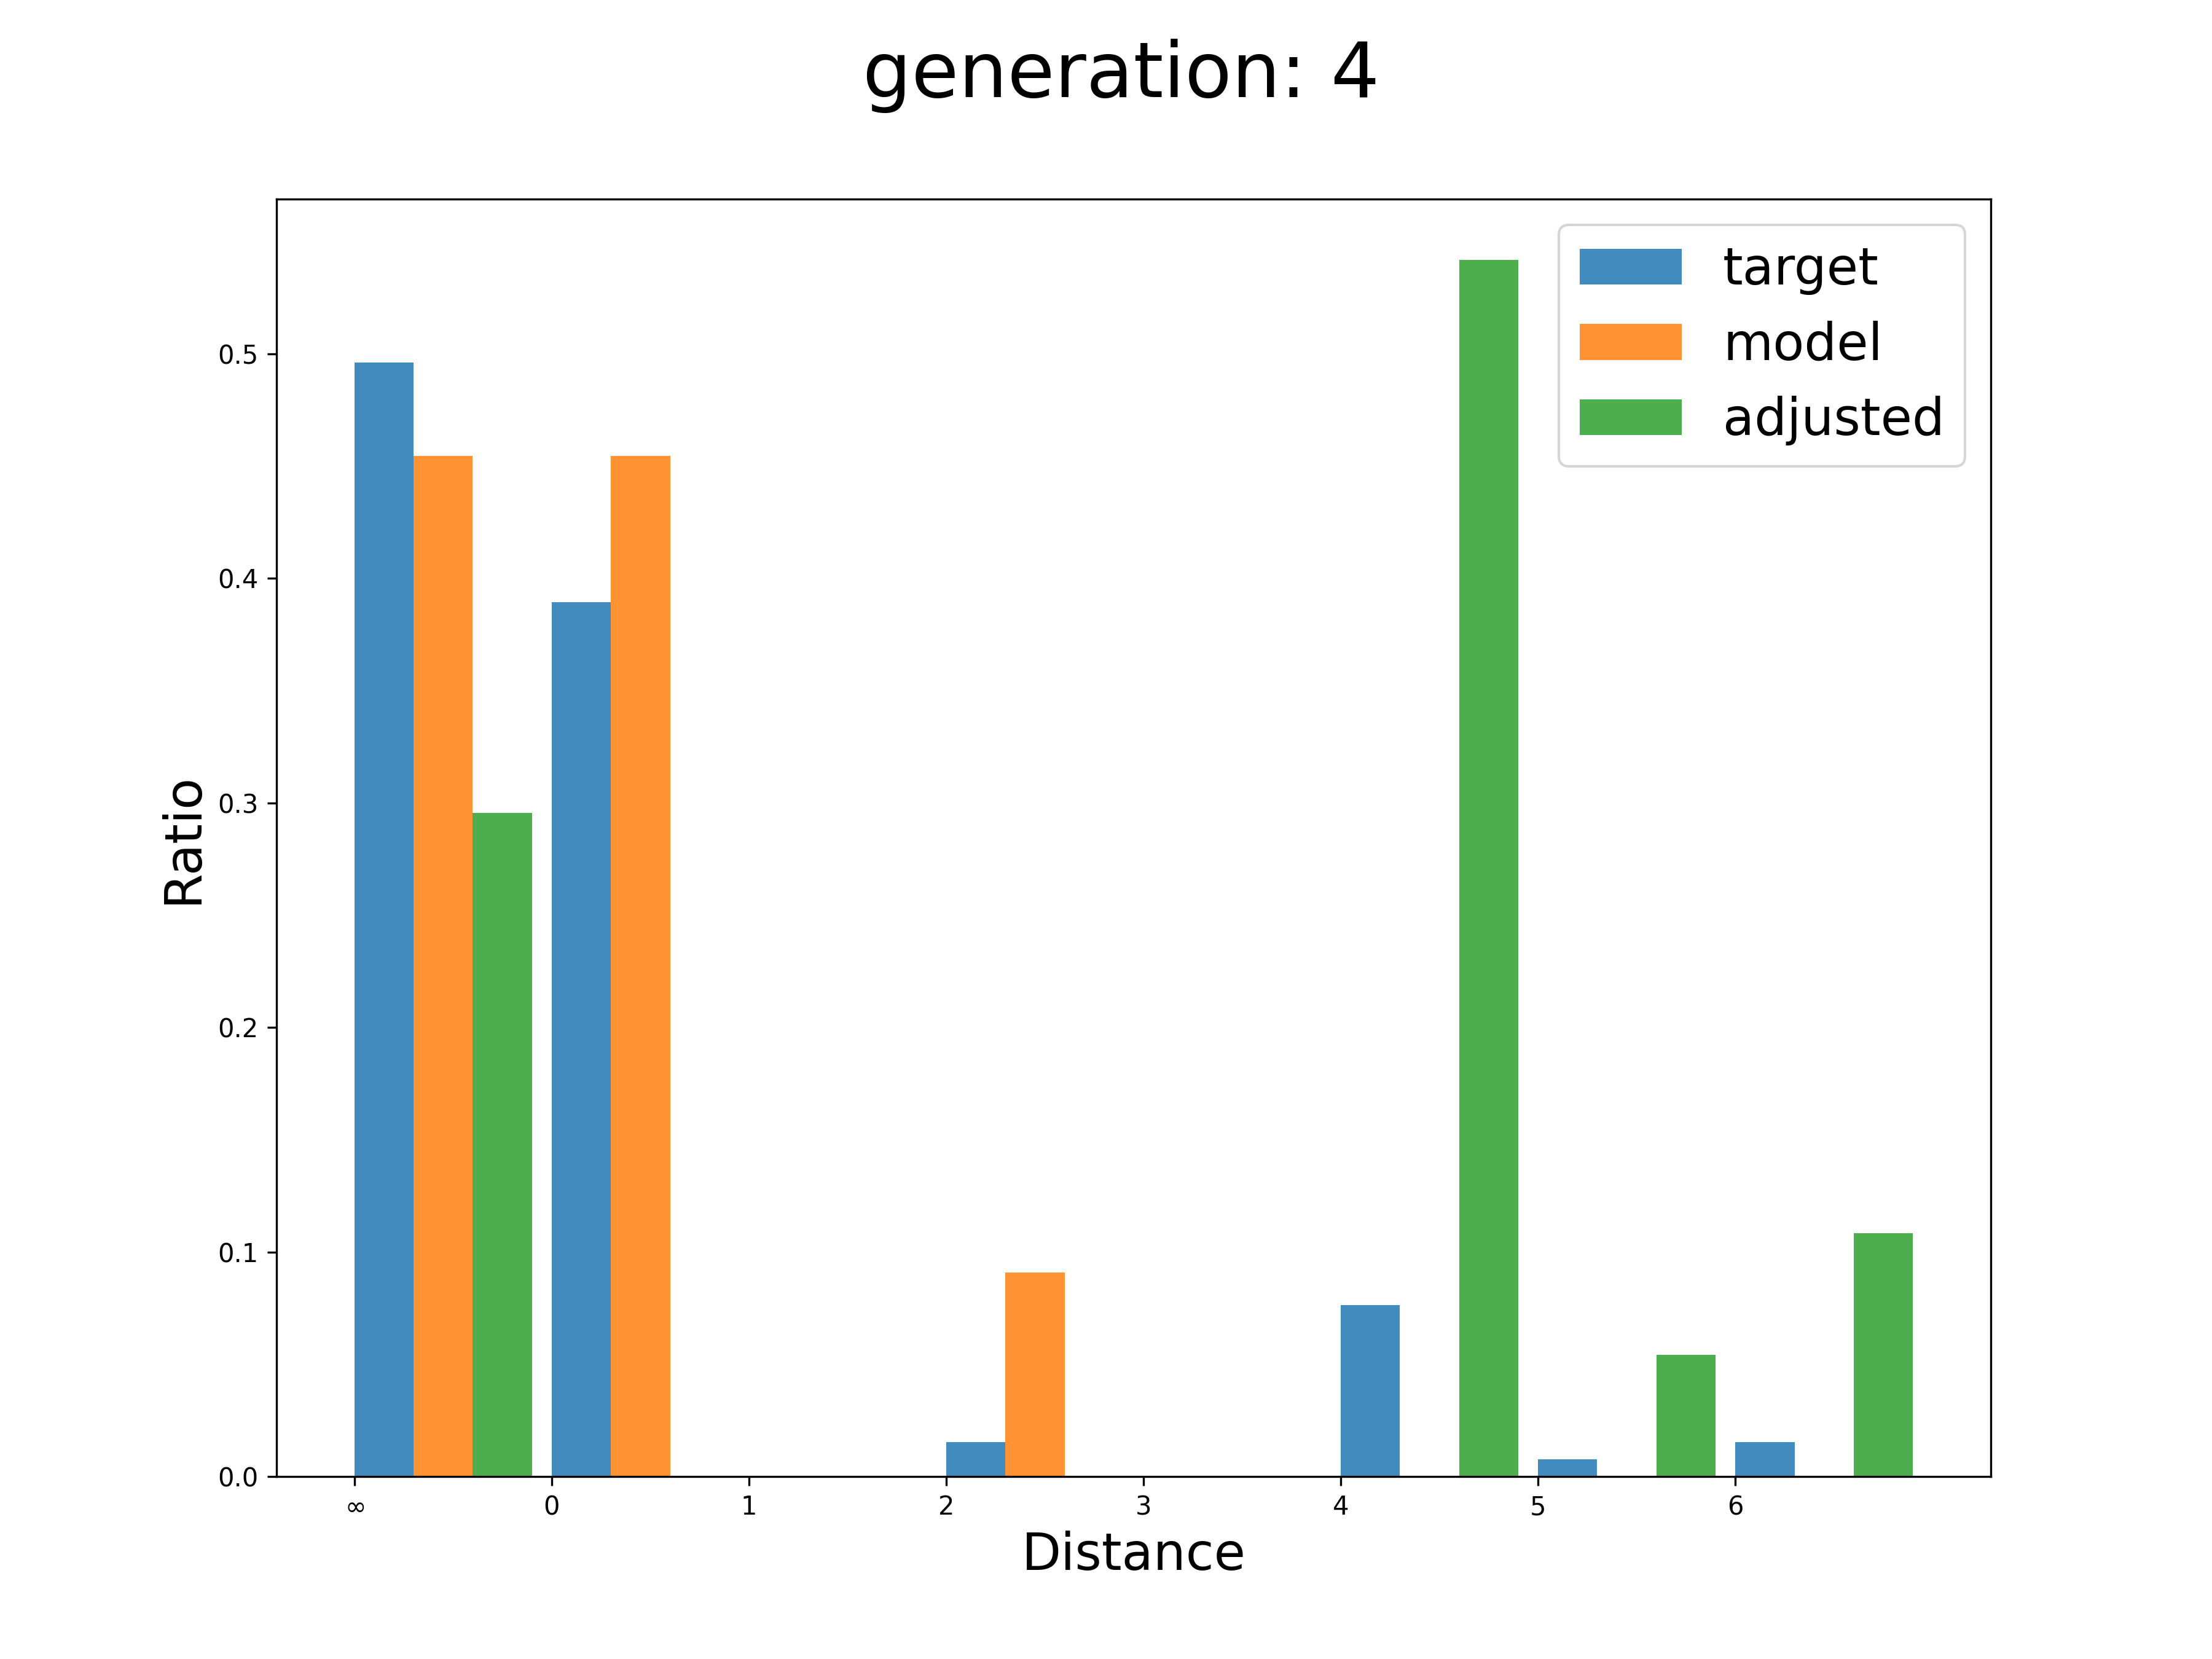 generation: 4
target
model
adjusted
Ratio
0.5
0.4
0.3
0.2
0.1
0.0
∞ 0 1 2 3 4 5 6
Distance